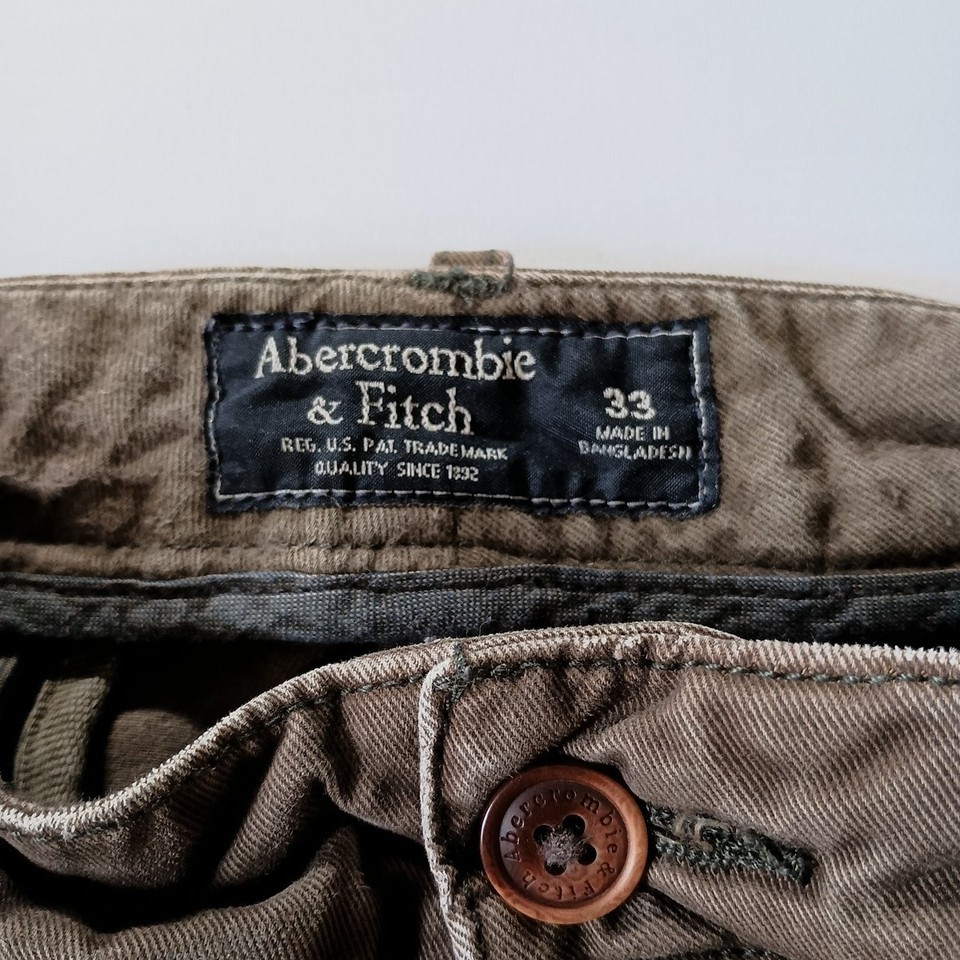 Abercrombie
& Fitch
REG. U.S. PAT. TRADEMARK
QUALITY SINCE 1892
33
MADE IN
BANGLADESH
Abercrombie & Fitch